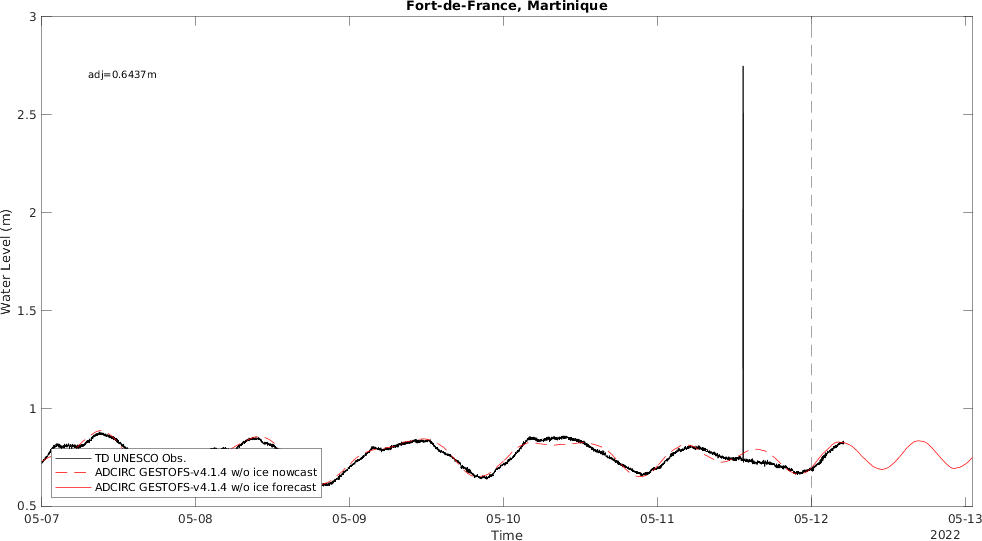 Fort-de-France, Martinique
adj=0.6437m
3
2.5
2
1.5
1
0.5
Water Level (m)
TD UNESCO Obs.
ADCIRC GESTOFS-v4.1.4 w/o ice nowcast
ADCIRC GESTOFS-v4.1.4 w/o ice forecast
05-07 05-08 05-09 05-10 05-11 05-12 05-13
Time
2022